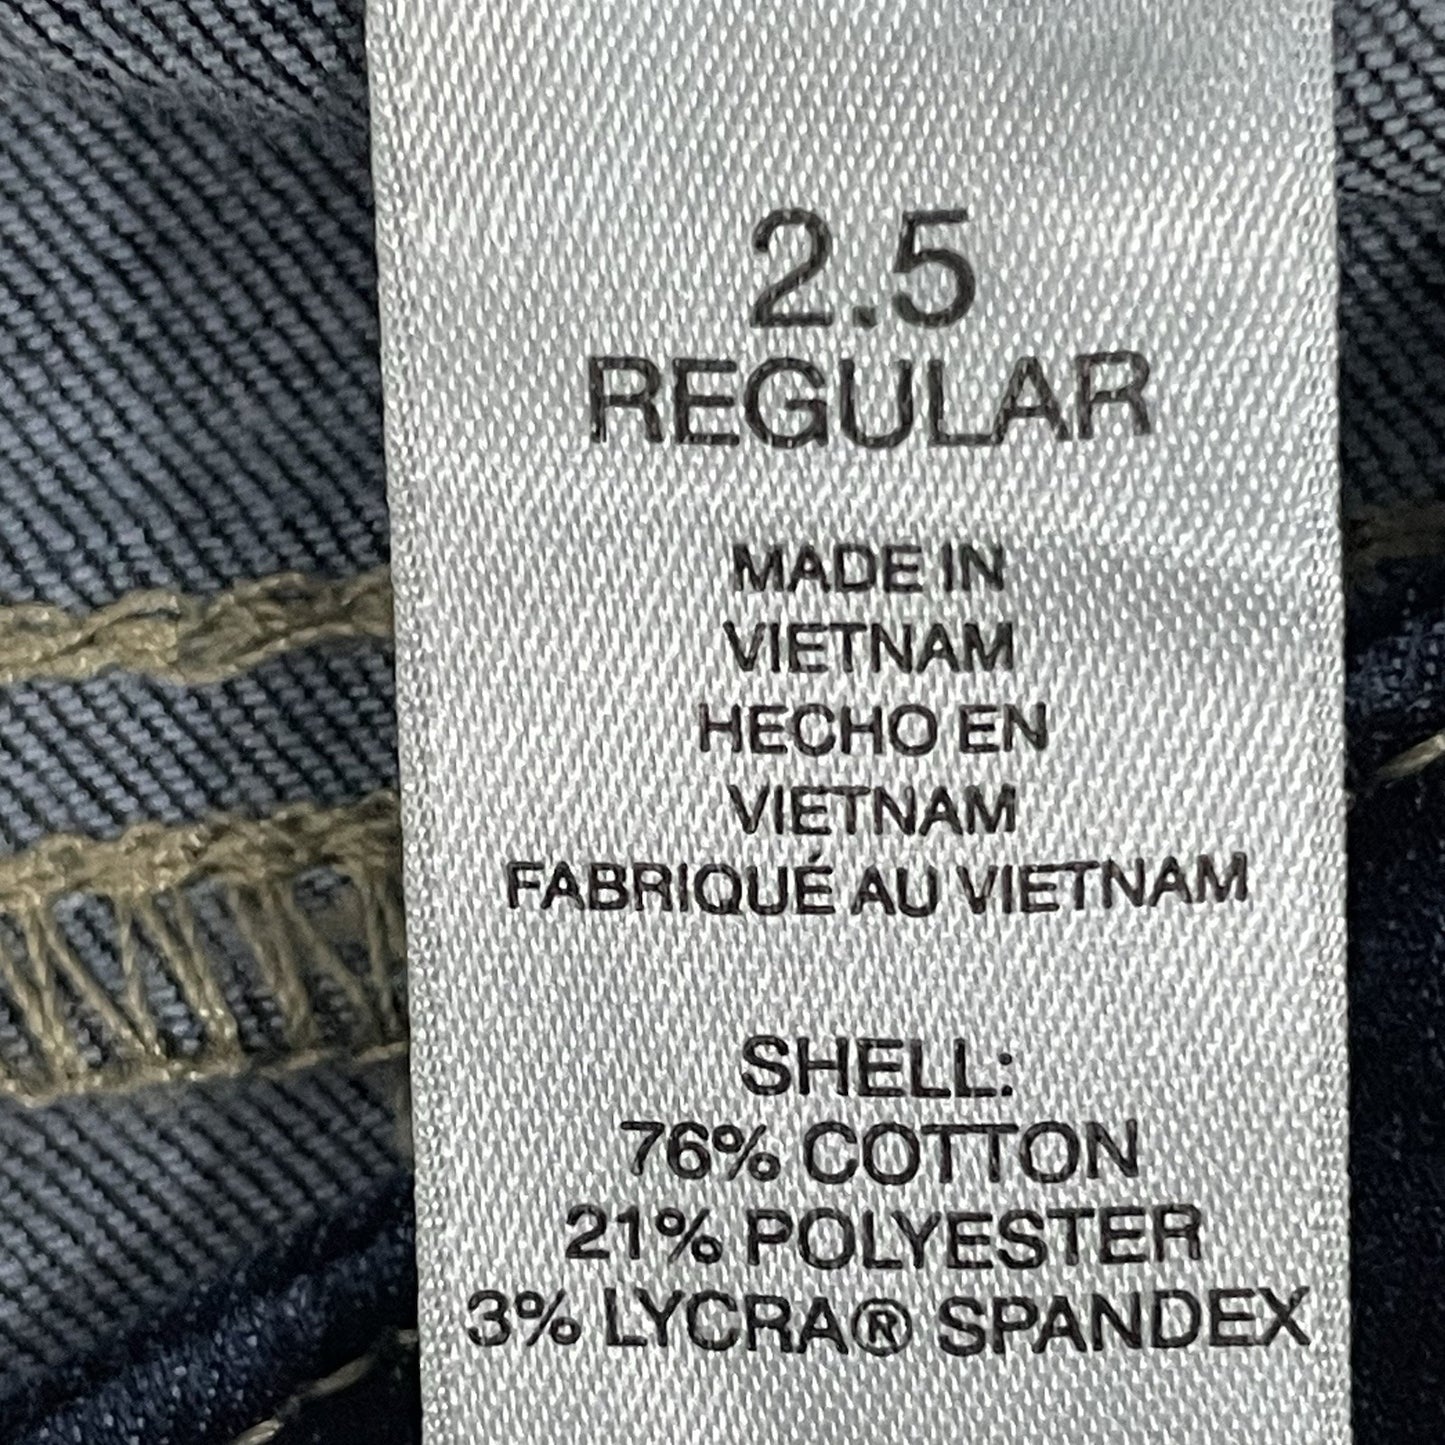 2.5
REGULAR
MADE IN
VIETNAM
HECHO EN
VIETNAM
FABRIQUÉ AU VIETNAM
SHELL:
76% COTTON
21% POLYESTER
3% LYCRA® SPANDEX